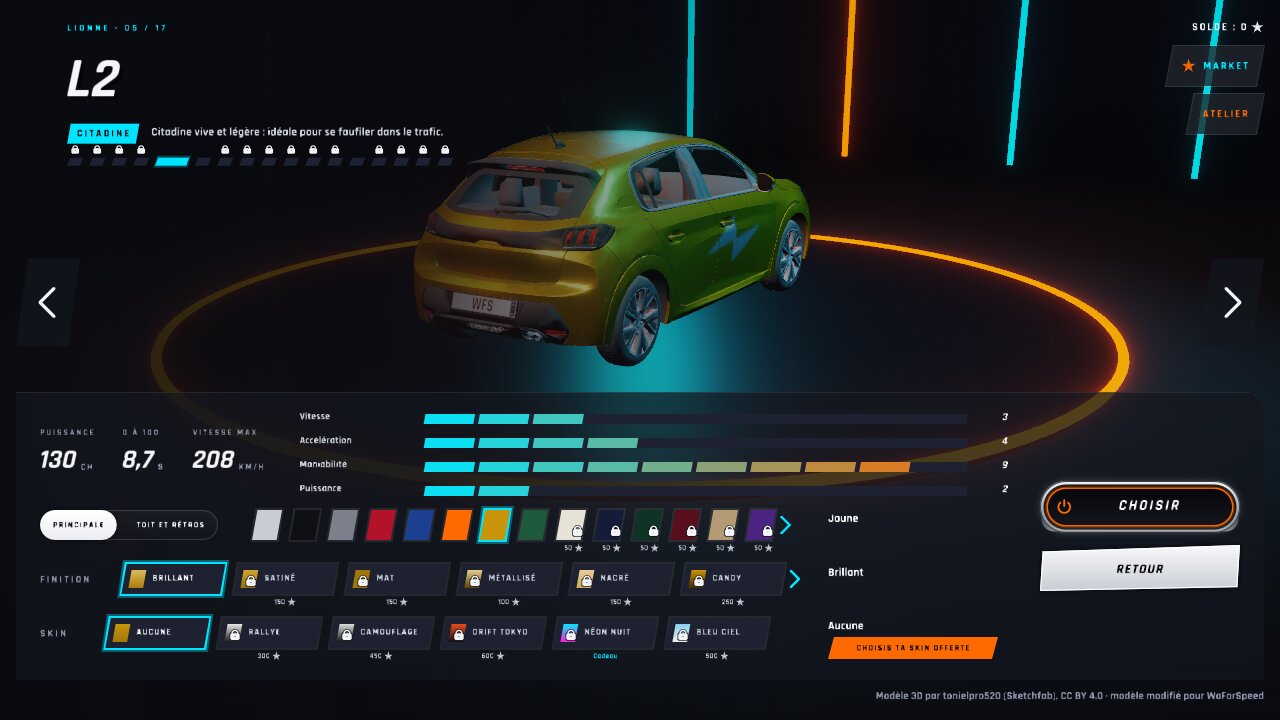 LIONNE · 05 / 17
SOLDE : 0 ★
L2
★ MARKET
ATELIER
CITADINE
Citadine vive et légère : idéale pour se faufiler dans le trafic.
WFS
PUISSANCE
130 CH
0 À 100
8,7 S
VITESSE MAX
208 KM/H
Vitesse 3
Accélération 4
Maniabilité 9
Puissance 2
PRINCIPALE
TOIT ET RÉTROS
50 ★ 50 ★ 50 ★ 50 ★ 50 ★ 50 ★
Jaune
CHOISIR
FINITION
BRILLANT
SATINÉ
MAT
MÉTALLISÉ
NACRÉ
CANDY
150 ★ 150 ★ 100 ★ 150 ★ 250 ★
Brillant
RETOUR
SKIN
AUCUNE
RALLYE
CAMOUFLAGE
DRIFT TOKYO
NÉON NUIT
BLEU CIEL
300 ★ 450 ★ 600 ★ Cadeau 500 ★
Aucune
CHOISIS TA SKIN OFFERTE
Modèle 3D par tonielpro520 (Sketchfab), CC BY 4.0 · modèle modifié pour WaForSpeed